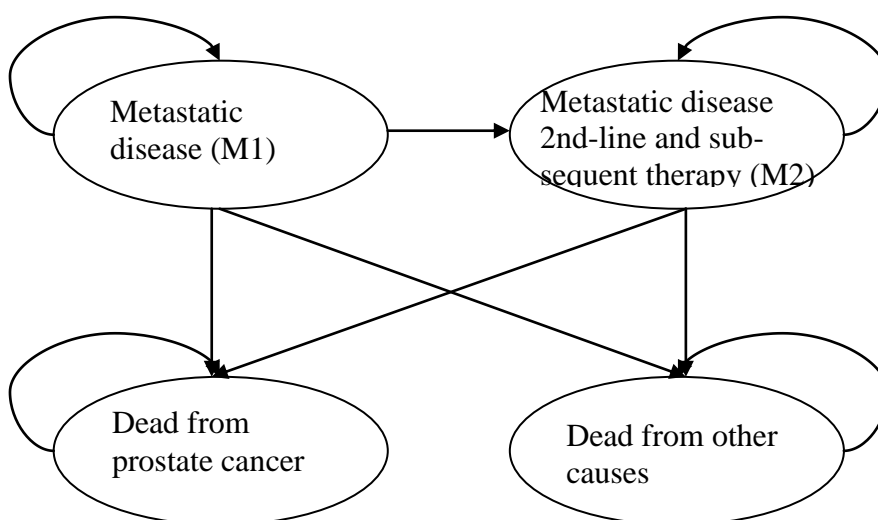 Metastatic
disease (M1)
Metastatic disease
2nd-line and sub-
sequent therapy (M2)
Dead from
prostate cancer
Dead from other
causes